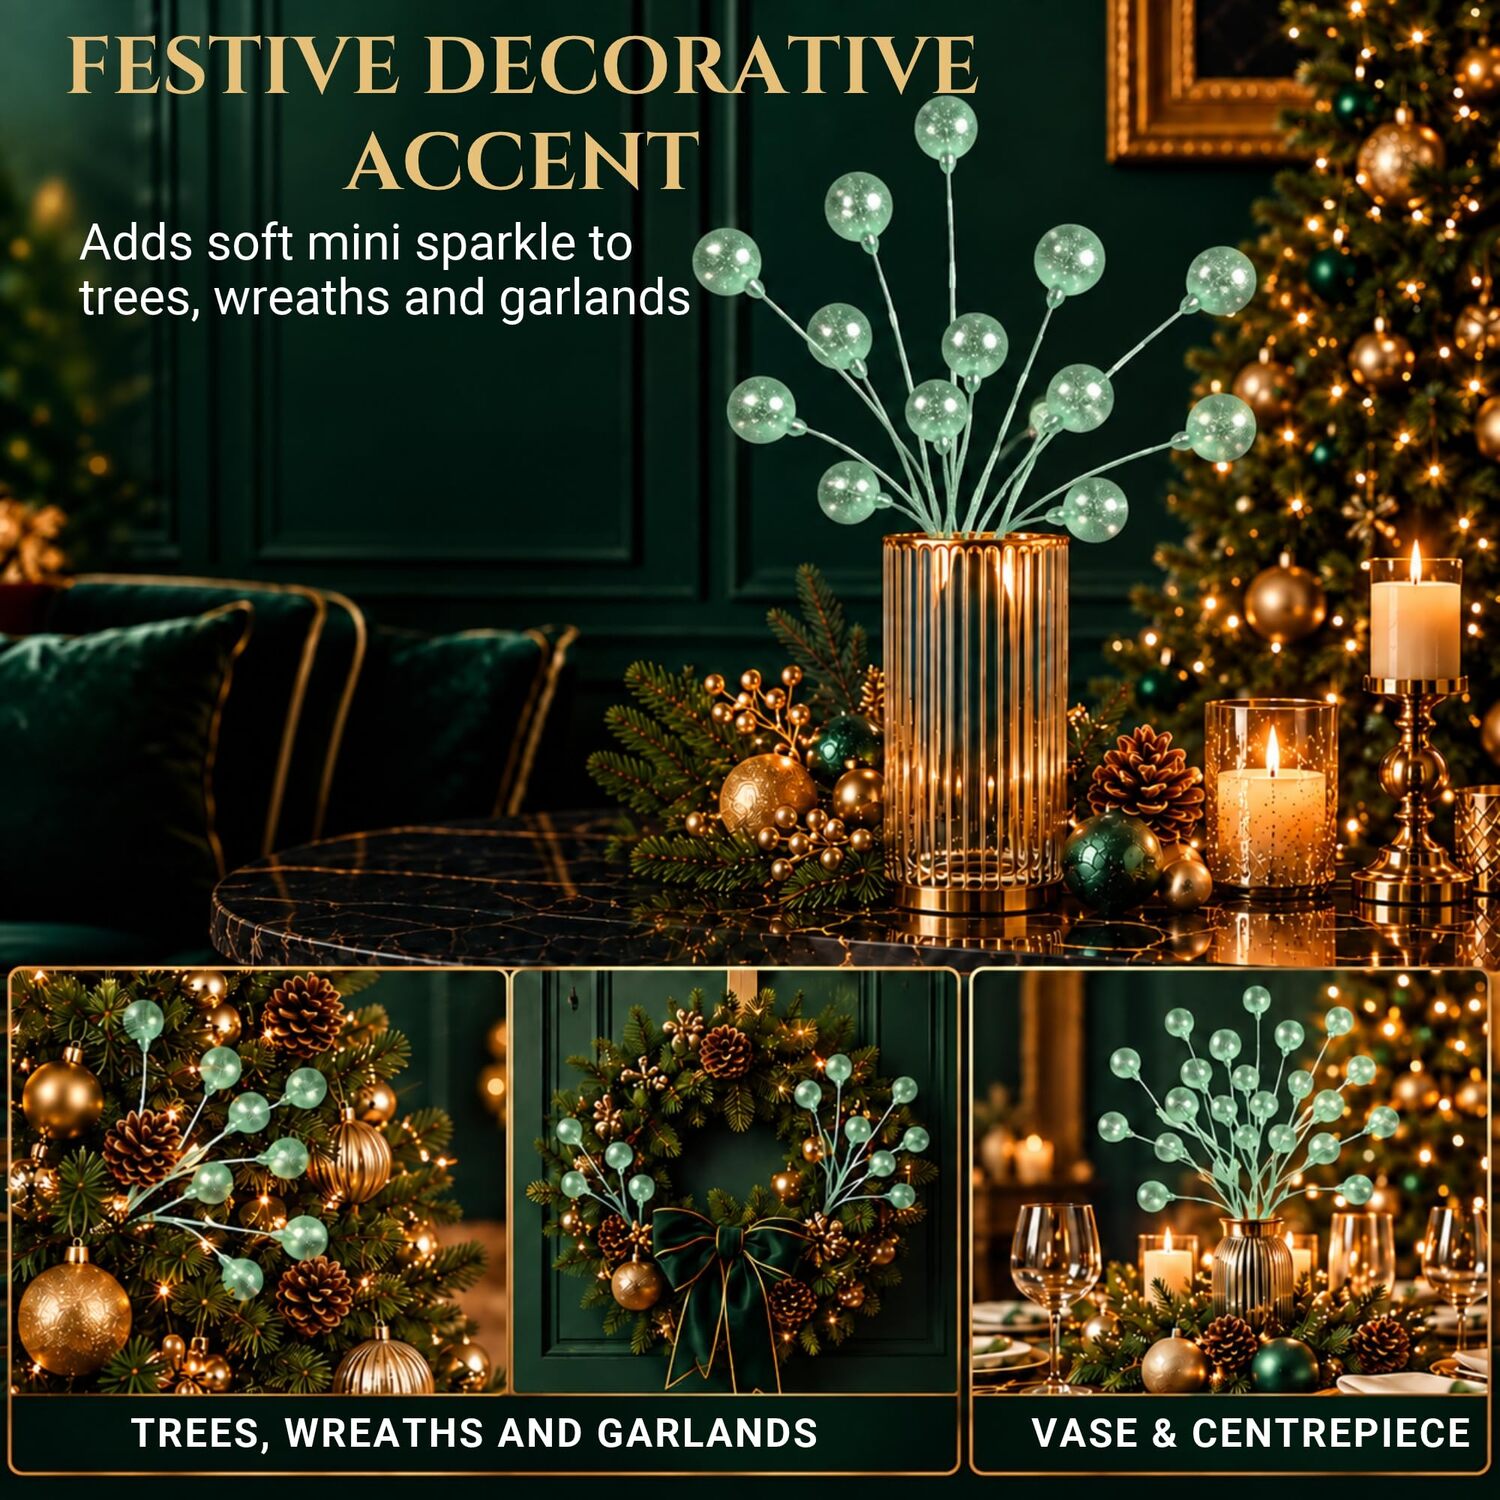 FESTIVE DECORATIVE
ACCENT
Adds soft mini sparkle to
trees, wreaths and garlands
TREES, WREATHS AND GARLANDS
VASE & CENTREPIECE